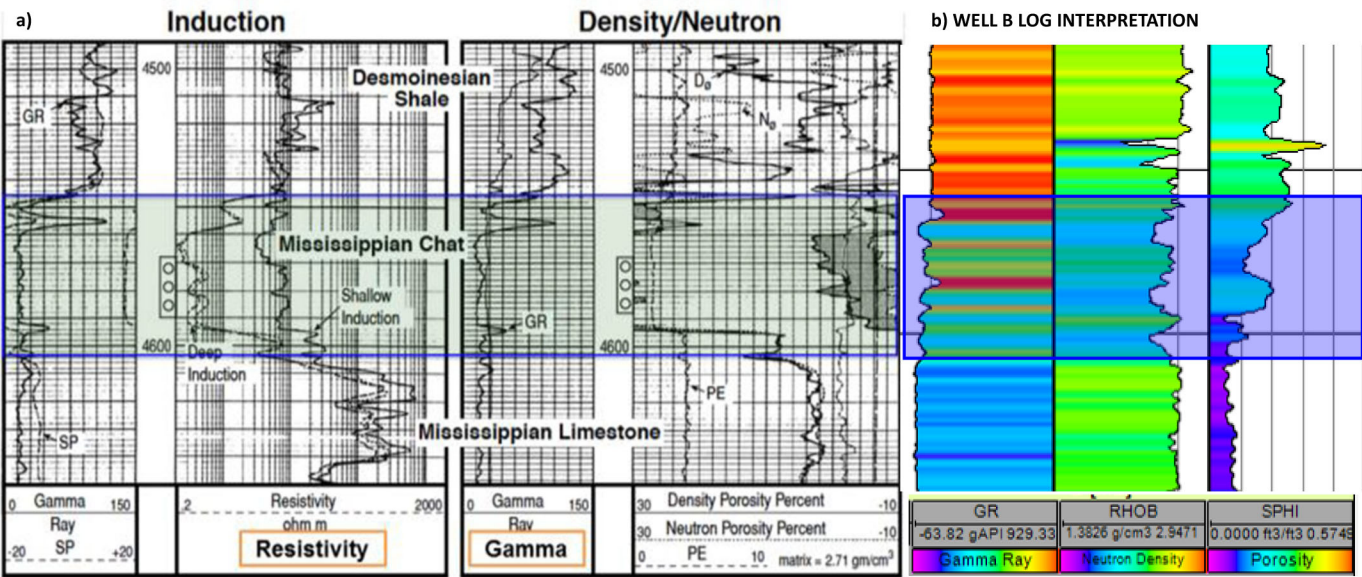 a)
Induction
Density/Neutron
b) WELL B LOG INTERPRETATION
4500
4500
Desmoinesian
Shale
GR
DØ
NØ
Mississippian Chat
Shallow
Induction
GR
4600
4600
Deep
Induction
PE
SP
Mississippian Limestone
0 Gamma 150
Ray
-20 SP +20
.2 Resistivity 2000
ohm m
Resistivity
0 Gamma 150
Ray
Gamma
30 Density Porosity Percent -10
30 Neutron Porosity Percent -10
0 PE 10 matrix = 2.71 gm/cm³
GR
-63.82 gAPI 929.33
Gamma Ray
RHOB
1.3826 g/cm3 2.9471
Neutron Density
SPHI
0.0000 ft3/ft3 0.5749
Porosity